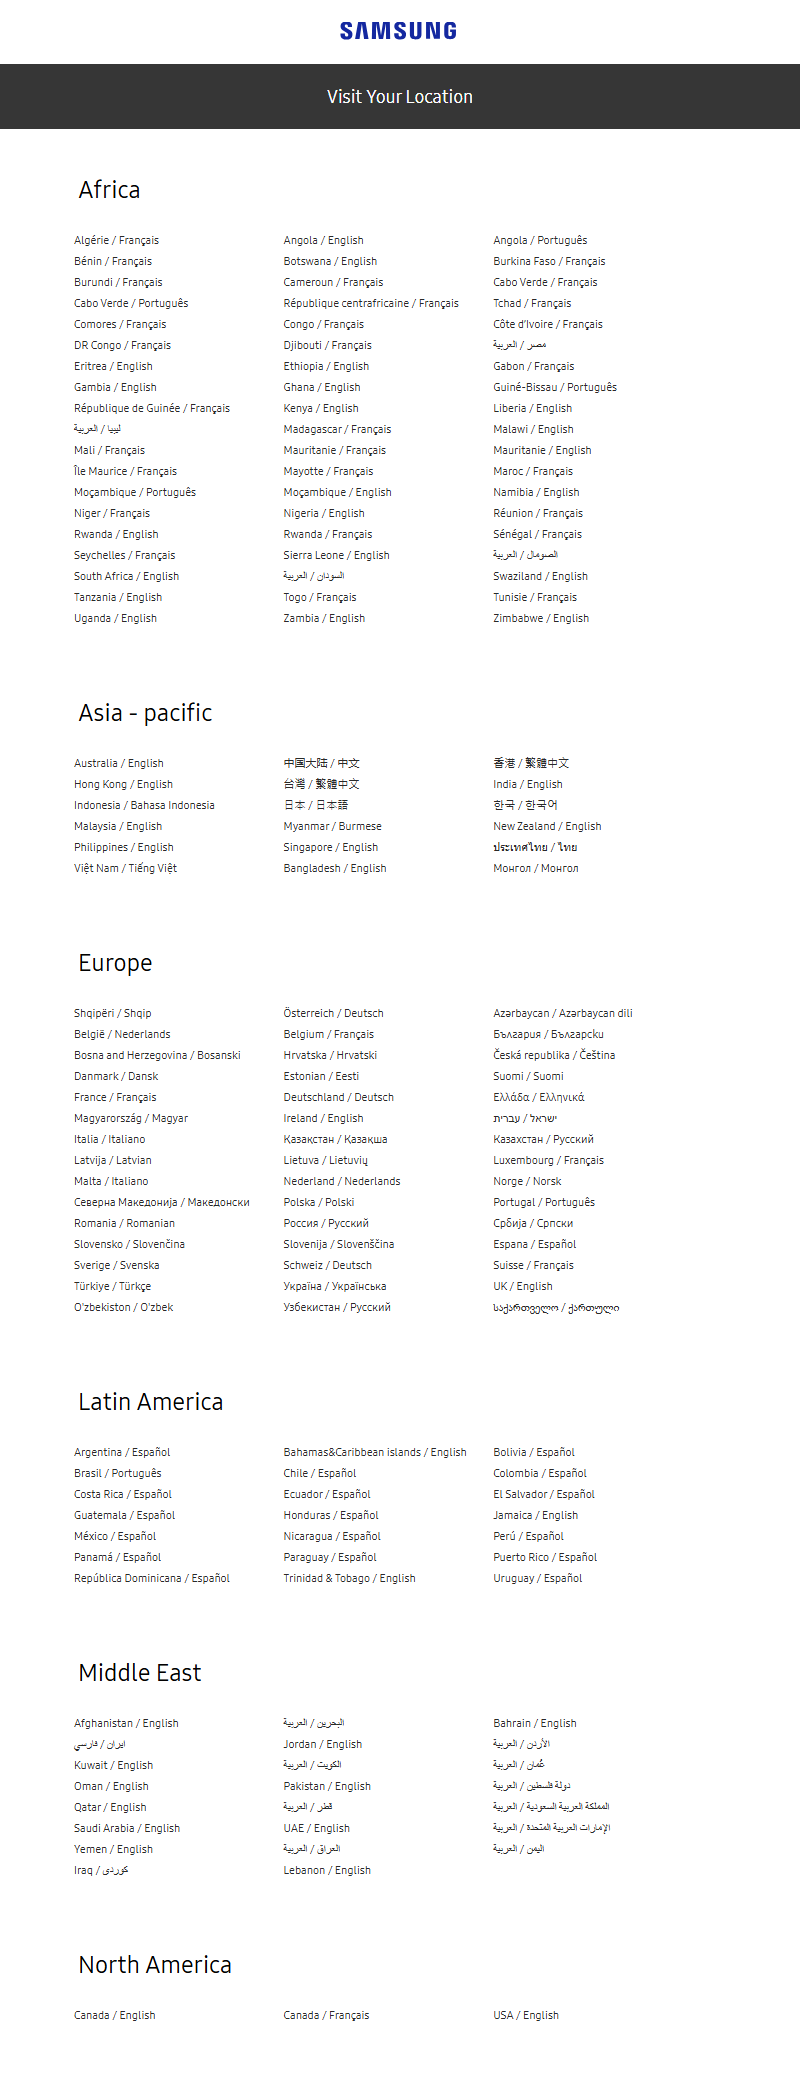 SAMSUNG
Visit Your Location
Africa
Algérie / Français Angola / English Angola / Português
Bénin / Français Botswana / English Burkina Faso / Français
Burundi / Français Cameroun / Français Cabo Verde / Français
Cabo Verde / Português République centrafricaine / Français Tchad / Français
Comores / Français Congo / Français Côte d'Ivoire / Français
DR Congo / Français Djibouti / Français مصر / العربية
Eritrea / English Ethiopia / English Gabon / Français
Gambia / English Ghana / English Guiné-Bissau / Português
République de Guinée / Français Kenya / English Liberia / English
ليبيا / العربية Madagascar / Français Malawi / English
Mali / Français Mauritanie / Français Mauritanie / English
Île Maurice / Français Mayotte / Français Maroc / Français
Moçambique / Português Moçambique / English Namibia / English
Niger / Français Nigeria / English Réunion / Français
Rwanda / English Rwanda / Français Sénégal / Français
Seychelles / Français Sierra Leone / English الصومال / العربية
South Africa / English السودان / العربية Swaziland / English
Tanzania / English Togo / Français Tunisie / Français
Uganda / English Zambia / English Zimbabwe / English
Asia - pacific
Australia / English 中国大陆 / 中文 香港 / 繁體中文
Hong Kong / English 台灣 / 繁體中文 India / English
Indonesia / Bahasa Indonesia 日本 / 日本語 한국 / 한국어
Malaysia / English Myanmar / Burmese New Zealand / English
Philippines / English Singapore / English ประเทศไทย / ไทย
Việt Nam / Tiếng Việt Bangladesh / English Монгол / Монгол
Europe
Shqipëri / Shqip Österreich / Deutsch Azərbaycan / Azərbaycan dili
België / Nederlands Belgium / Français България / Български
Bosna and Herzegovina / Bosanski Hrvatska / Hrvatski Česká republika / Čeština
Danmark / Dansk Estonian / Eesti Suomi / Suomi
France / Français Deutschland / Deutsch Ελλάδα / Ελληνικά
Magyarország / Magyar Ireland / English ישראל / עברית
Italia / Italiano Қазақстан / Қазақша Казахстан / Русский
Latvija / Latvian Lietuva / Lietuvių Luxembourg / Français
Malta / Italiano Nederland / Nederlands Norge / Norsk
Северна Македонија / Македонски Polska / Polski Portugal / Português
Romania / Romanian Россия / Русский Србија / Српски
Slovensko / Slovenčina Slovenija / Slovenščina Espana / Español
Sverige / Svenska Schweiz / Deutsch Suisse / Français
Türkiye / Türkçe Україна / Українська UK / English
O'zbekiston / O'zbek Узбекистан / Русский საქართველო / ქართული
Latin America
Argentina / Español Bahamas&Caribbean islands / English Bolivia / Español
Brasil / Português Chile / Español Colombia / Español
Costa Rica / Español Ecuador / Español El Salvador / Español
Guatemala / Español Honduras / Español Jamaica / English
México / Español Nicaragua / Español Perú / Español
Panamá / Español Paraguay / Español Puerto Rico / Español
República Dominicana / Español Trinidad & Tobago / English Uruguay / Español
Middle East
Afghanistan / English البحرين / العربية Bahrain / English
ايران / فارسي Jordan / English الأردن / العربية
Kuwait / English الكويت / العربية عُمان / العربية
Oman / English Pakistan / English دولة فلسطين / العربية
Qatar / English قطر / العربية المملكة العربية السعودية / العربية
Saudi Arabia / English UAE / English الإمارات العربية المتحدة / العربية
Yemen / English العراق / العربية اليمن / العربية
Iraq / کوردی Lebanon / English
North America
Canada / English Canada / Français USA / English